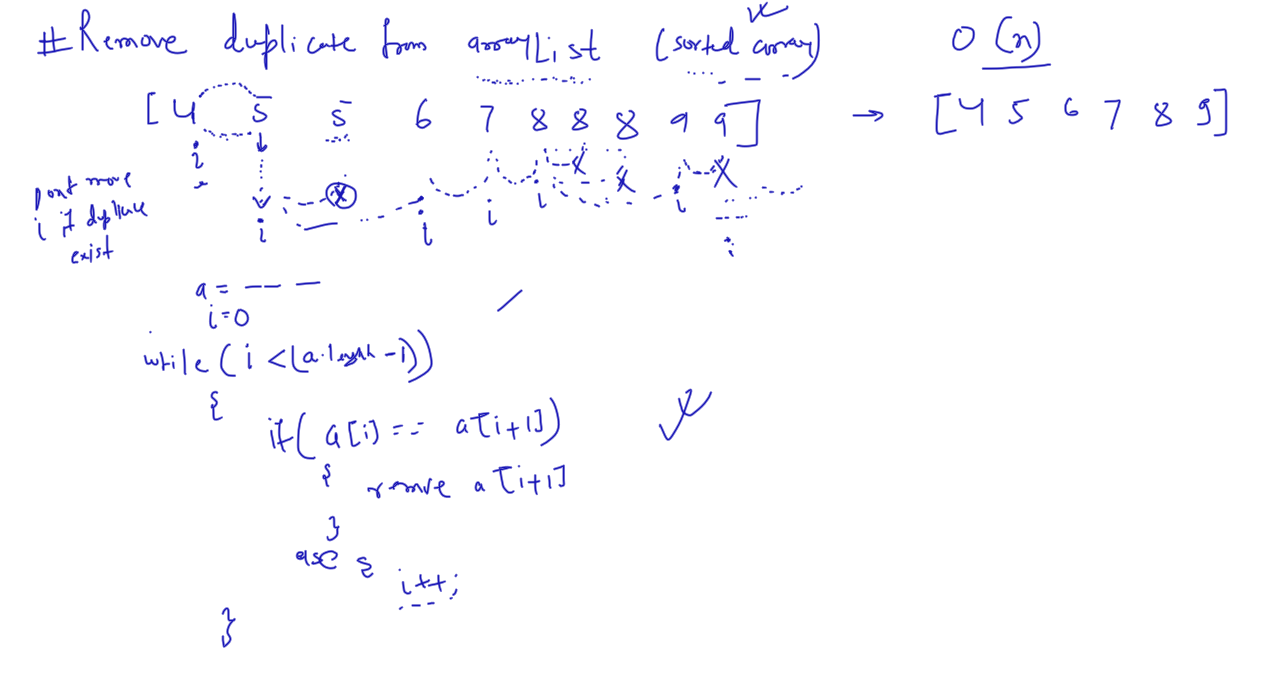 # Remove duplicate from arrayList (sorted array) O(n)
[4 5 5 6 7 8 8 8 9 9] → [4 5 6 7 8 9]
i
X X X X
i i i i i
i
Dont move
i if duplicate
exist
a = -- —
i=0
while (i < (a.length -1))
{
if( a[i) == a[i+1])
{
remove a[i+1]
}
else {
i++;
}